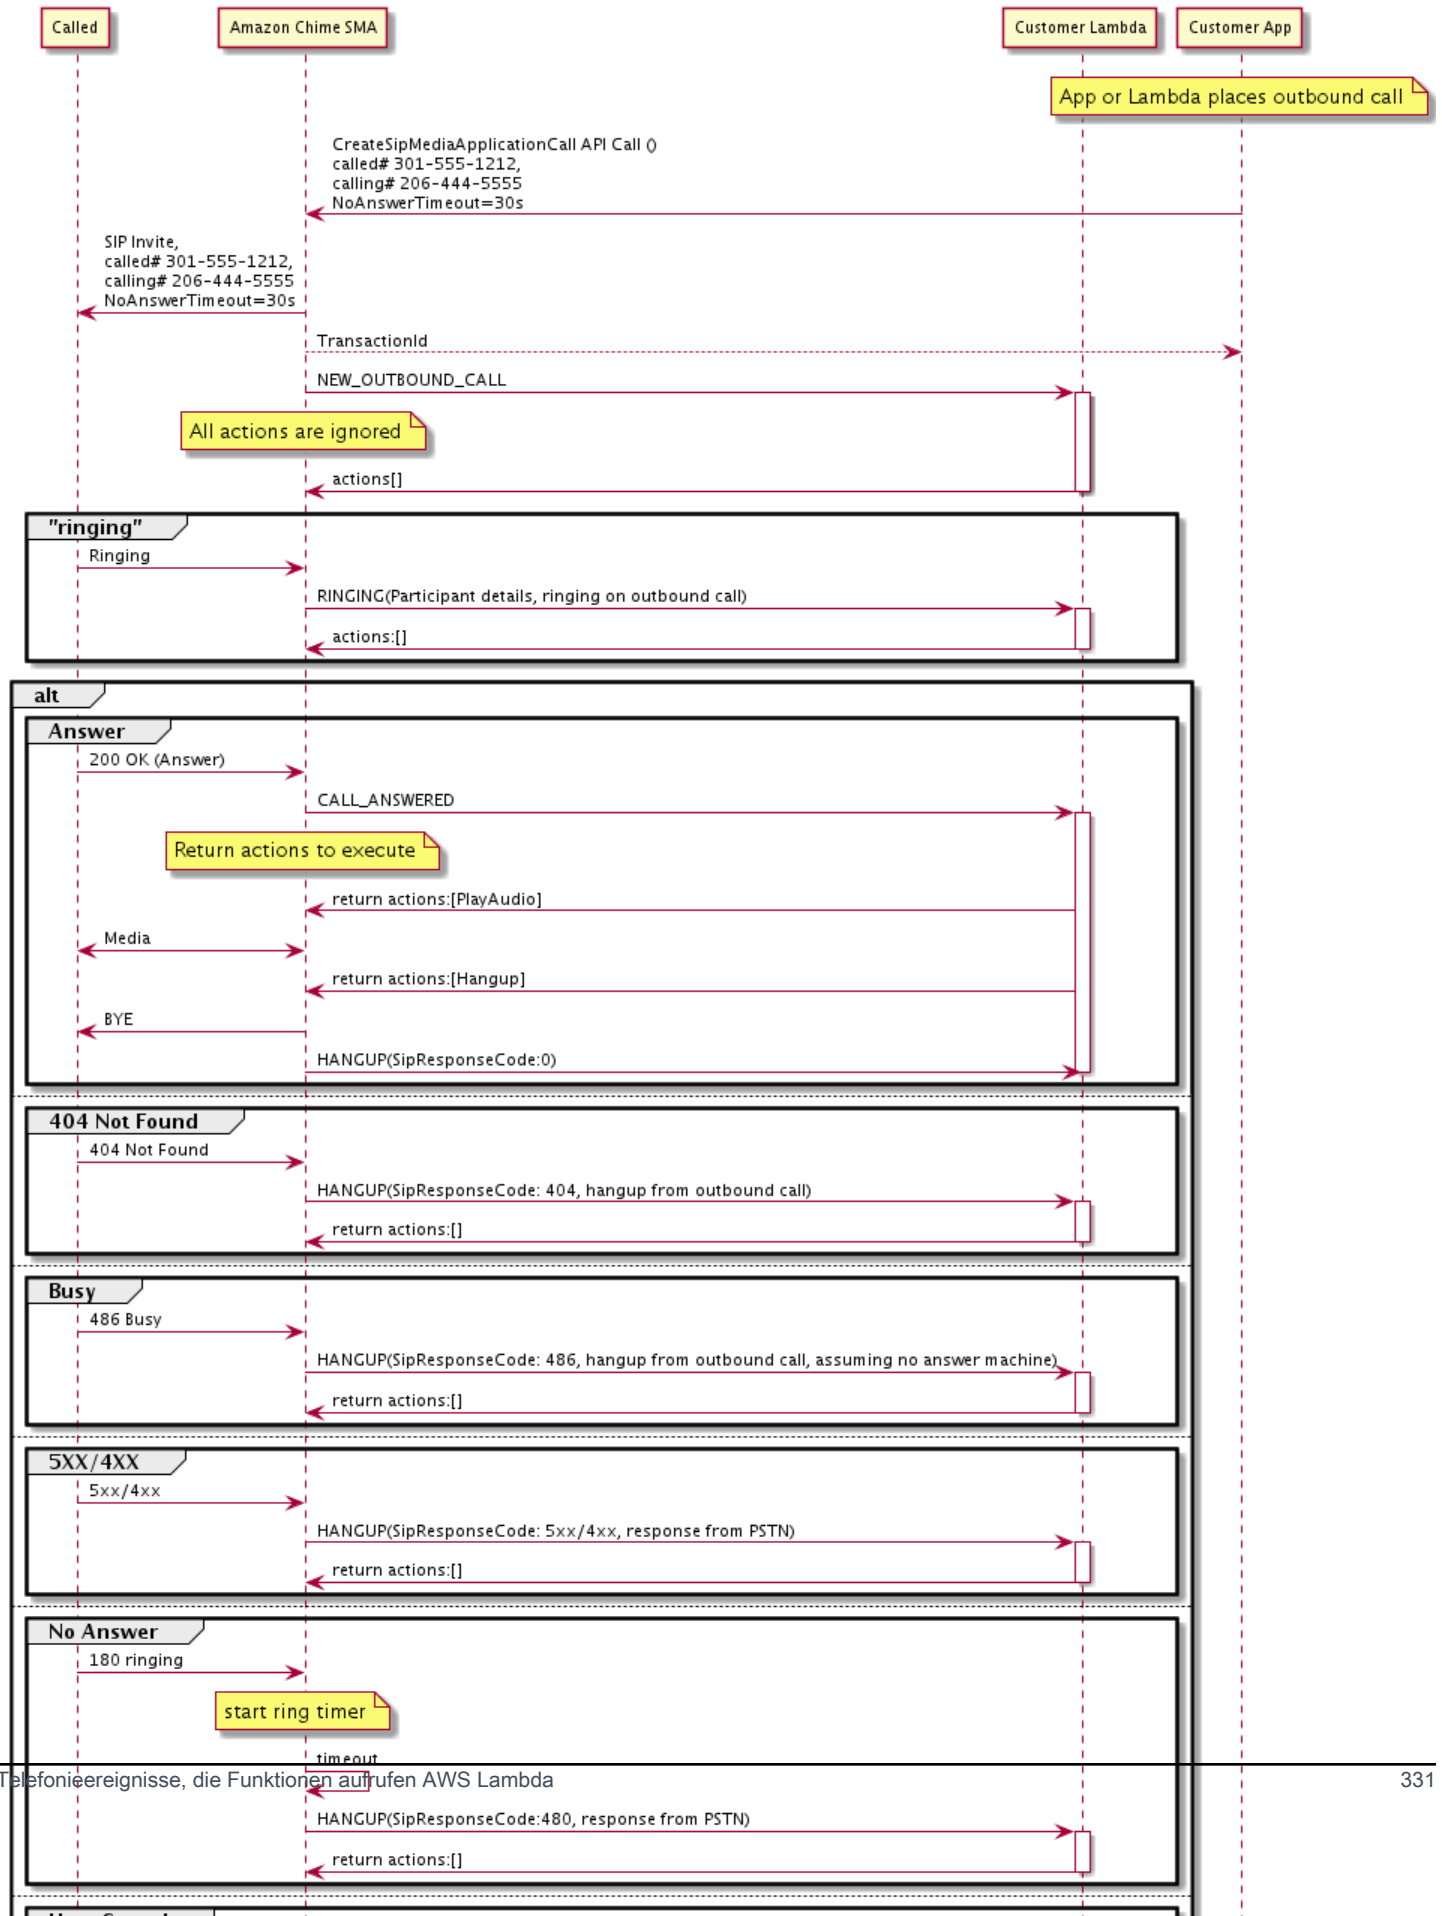 Called
Amazon Chime SMA
Customer Lambda
Customer App
App or Lambda places outbound call
CreateSipMediaApplicationCall API Call ()
called# 301-555-1212,
calling# 206-444-5555
NoAnswerTimeout=30s
SIP Invite,
called# 301-555-1212,
calling# 206-444-5555
NoAnswerTimeout=30s
TransactionId
NEW_OUTBOUND_CALL
All actions are ignored
actions[]
"ringing"
Ringing
RINGING(Participant details, ringing on outbound call)
actions:[]
alt
Answer
200 OK (Answer)
CALL_ANSWERED
Return actions to execute
return actions:[PlayAudio]
Media
return actions:[Hangup]
BYE
HANGUP(SipResponseCode:0)
404 Not Found
404 Not Found
HANGUP(SipResponseCode: 404, hangup from outbound call)
return actions:[]
Busy
486 Busy
HANGUP(SipResponseCode: 486, hangup from outbound call, assuming no answer machine)
return actions:[]
5XX/4XX
5xx/4xx
HANGUP(SipResponseCode: 5xx/4xx, response from PSTN)
return actions:[]
No Answer
180 ringing
start ring timer
timeout
Telefonieereignisse, die Funktionen aufrufen AWS Lambda
331
HANGUP(SipResponseCode:480, response from PSTN)
return actions:[]